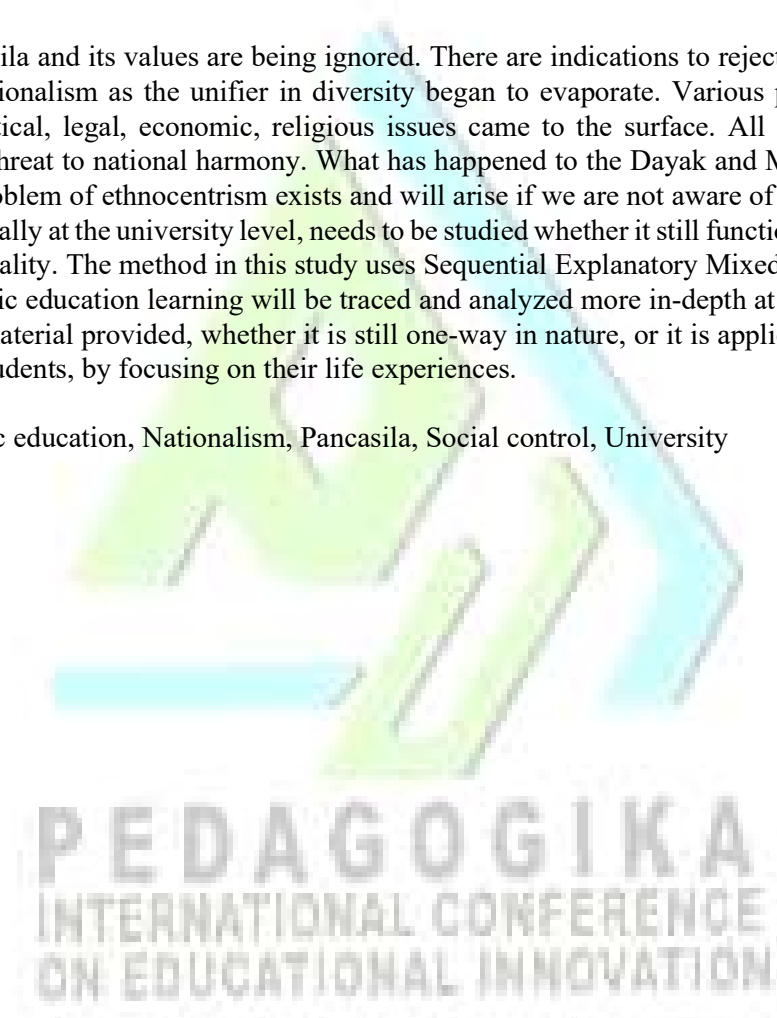 ila and its values are being ignored. There are indications to reject
ionalism as the unifier in diversity began to evaporate. Various
tical, legal, economic, religious issues came to the surface. All
hreat to national harmony. What has happened to the Dayak and M
oblem of ethnocentrism exists and will arise if we are not aware of
ally at the university level, needs to be studied whether it still functio
ality. The method in this study uses Sequential Explanatory Mixed
ic education learning will be traced and analyzed more in-depth at
naterial provided, whether it is still one-way in nature, or it is applic
udents, by focusing on their life experiences.
c education, Nationalism, Pancasila, Social control, University
PEDAGOGIKA
INTERNATIONAL CONFERENCE
ON EDUCATIONAL INNOVATION